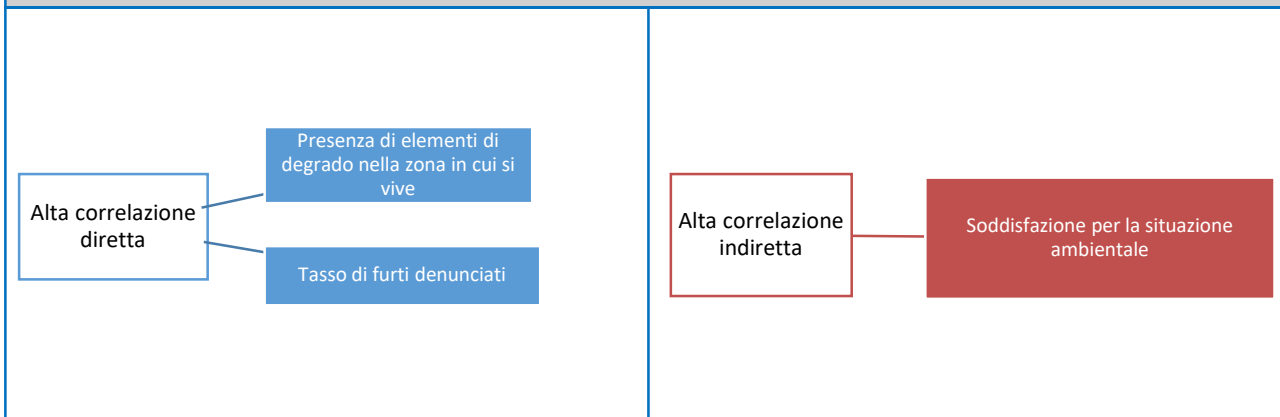 Alta correlazione
diretta
Presenza di elementi di
degrado nella zona in cui si
vive
Tasso di furti denunciati
Alta correlazione
indiretta
Soddisfazione per la situazione
ambientale